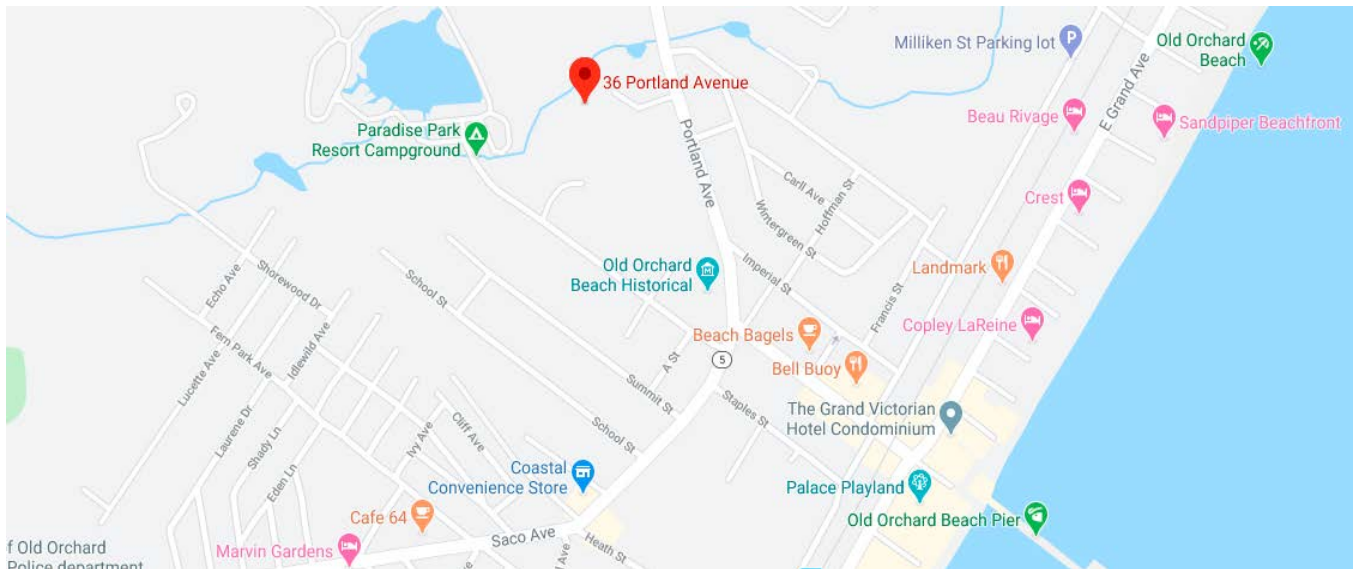 Milliken St Parking lot
E Grand Ave
Old Orchard
Beach
36 Portland Avenue
Paradise Park
Resort Campground
Portland Ave
Beau Rivage
Sandpiper Beachfront
Carll Ave
Hoffman St
Wintergreen St
Crest
Old Orchard
Beach Historical
Imperial St
Landmark
Francis St
Copley LaReine
Echo Ave
Shorewood Dr
School St
Idlewild Ave
Fern Park Ave
Lucette Ave
Beach Bagels
Bell Buoy
5
A St
Summit St
Staples St
The Grand Victorian
Hotel Condominium
Laurene Dr
Shady Ln
Eden Ln
Ivy Ave
Cliff Ave
School St
Coastal
Convenience Store
Palace Playland
Old Orchard Beach Pier
Cafe 64
Saco Ave
Heath St
Marvin Gardens
f Old Orchard
Police department
d Ave
P